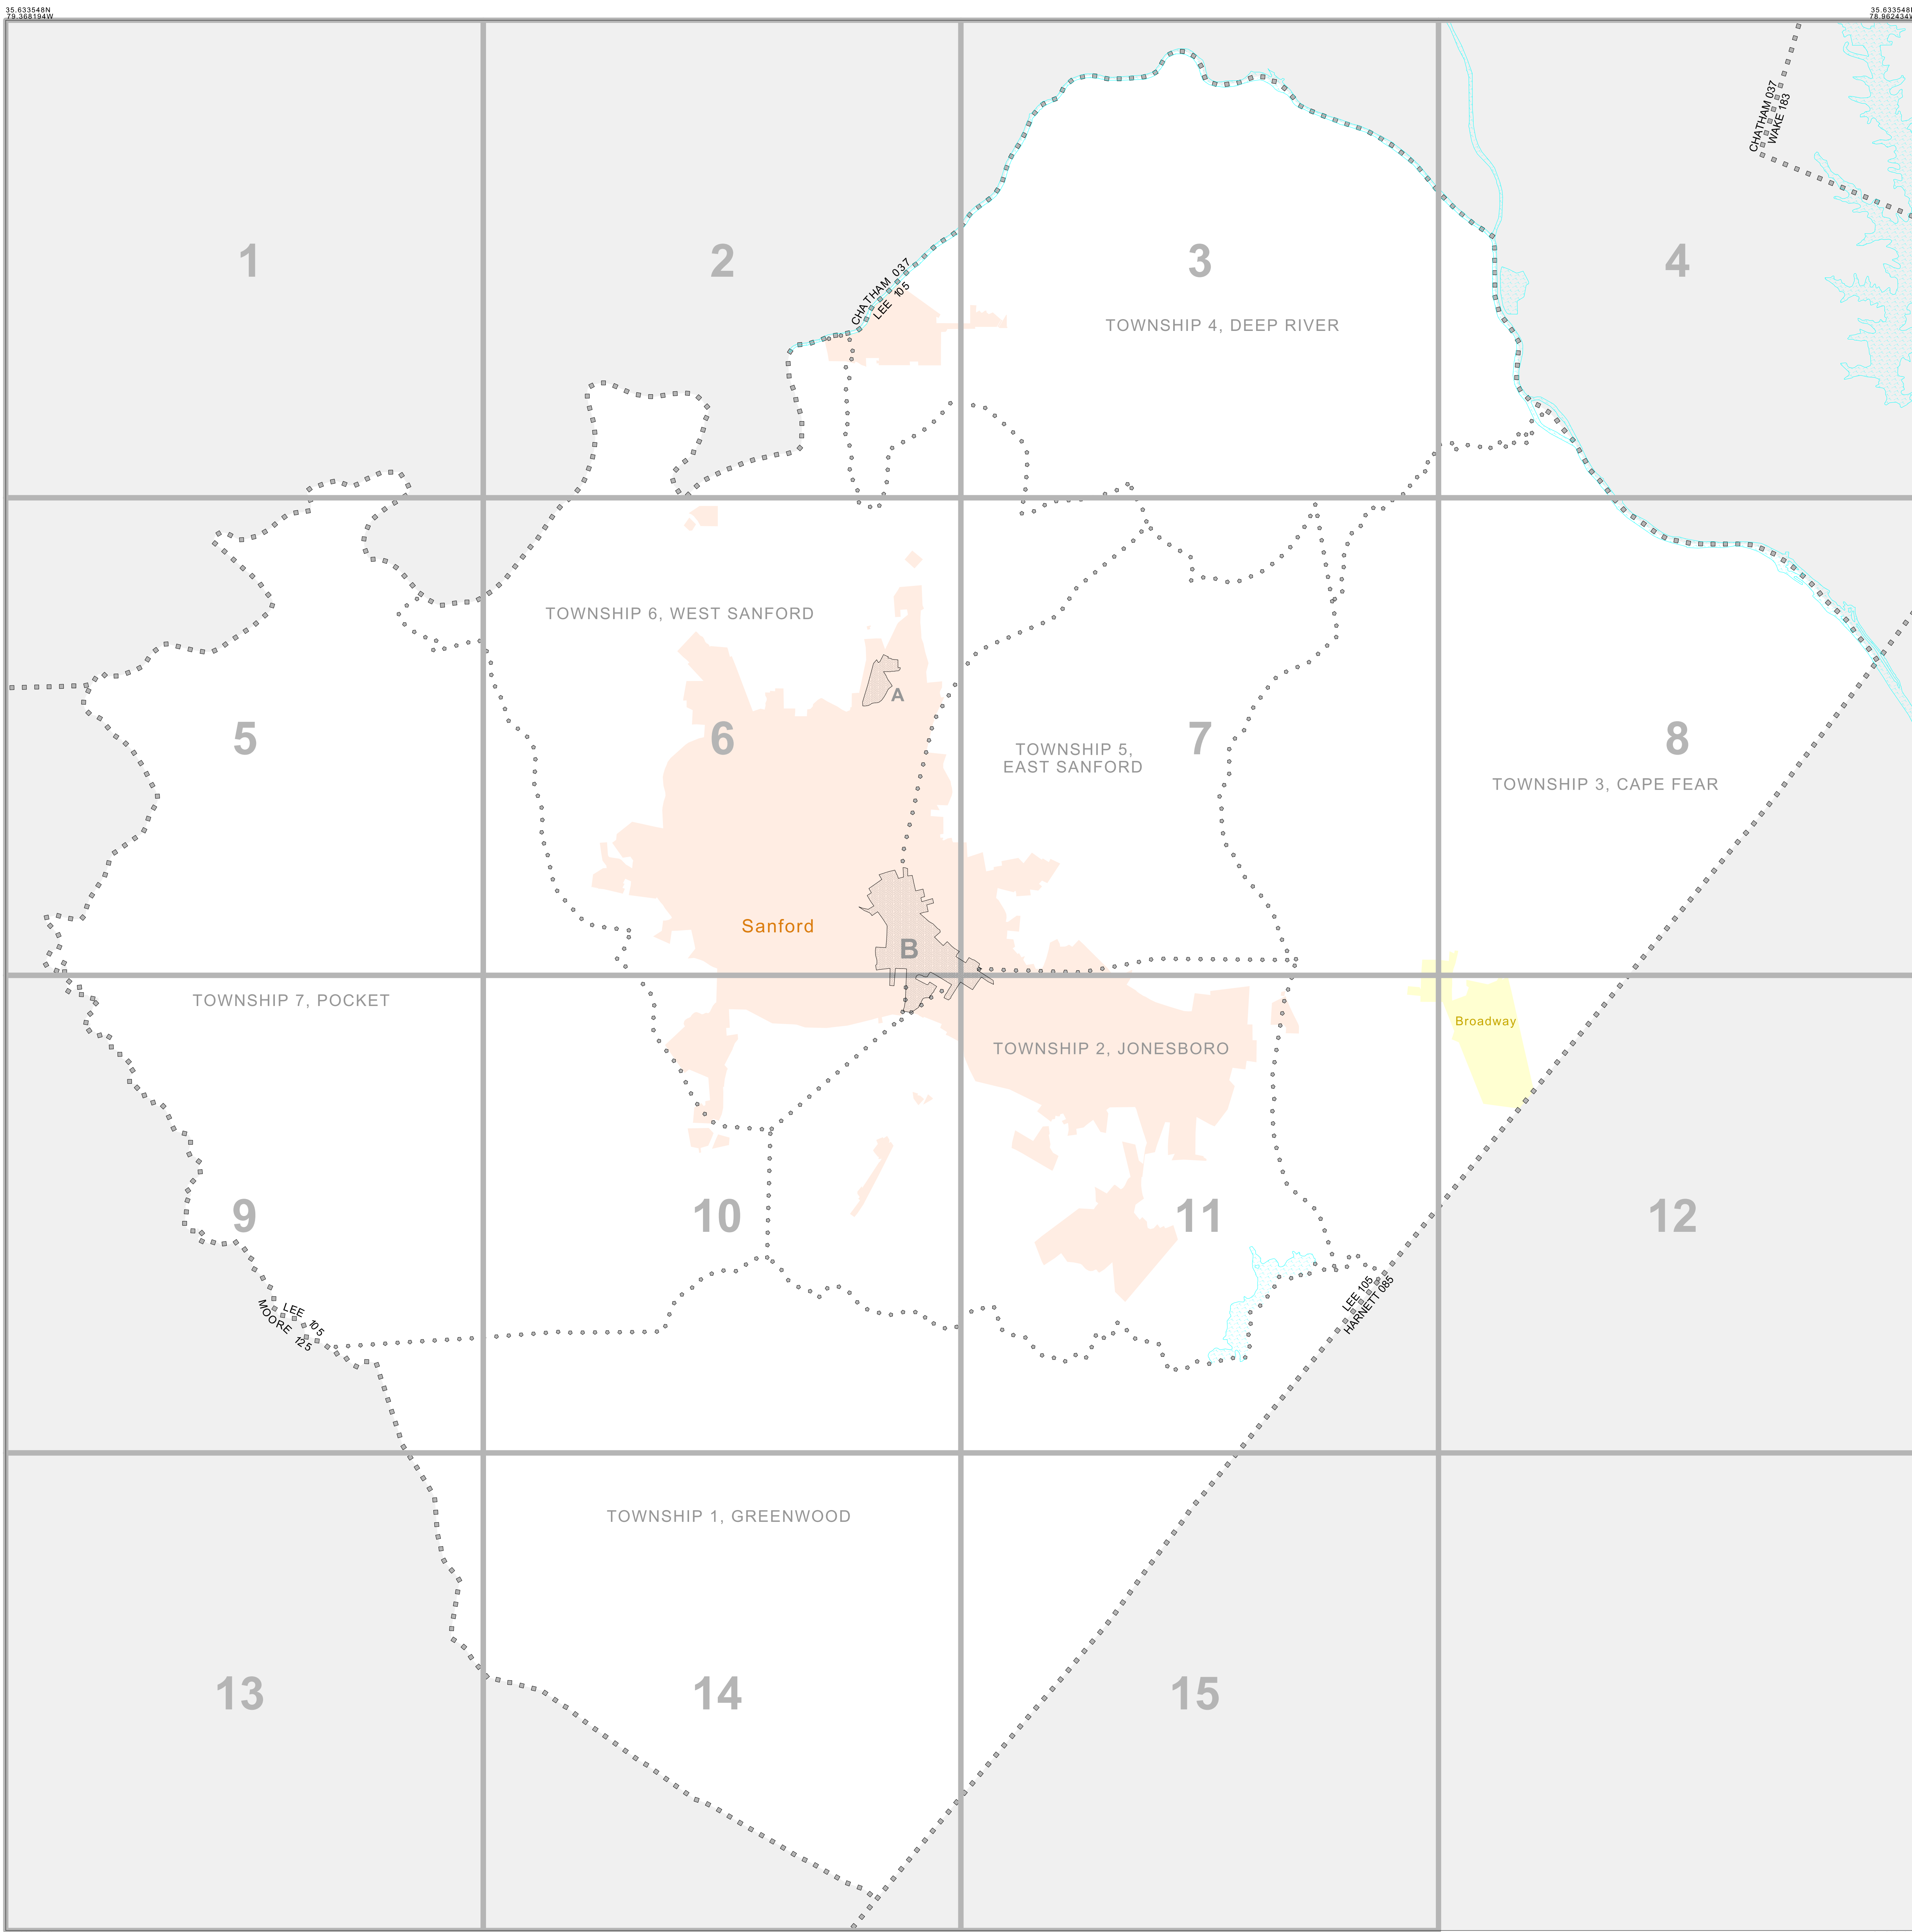 35.633548N
79.368194W
35.633548
78.962434W
CHATHAM 037
WAKE 183
1
2
3
4
CHATHAM 037
LEE 105
TOWNSHIP 4, DEEP RIVER
TOWNSHIP 6, WEST SANFORD
A
5
6
7
8
TOWNSHIP 5,
EAST SANFORD
TOWNSHIP 3, CAPE FEAR
Sanford
B
TOWNSHIP 7, POCKET
Broadway
TOWNSHIP 2, JONESBORO
9
10
11
12
LEE 105
MOORE 125
LEE 105
HARNETT 085
TOWNSHIP 1, GREENWOOD
13
14
15